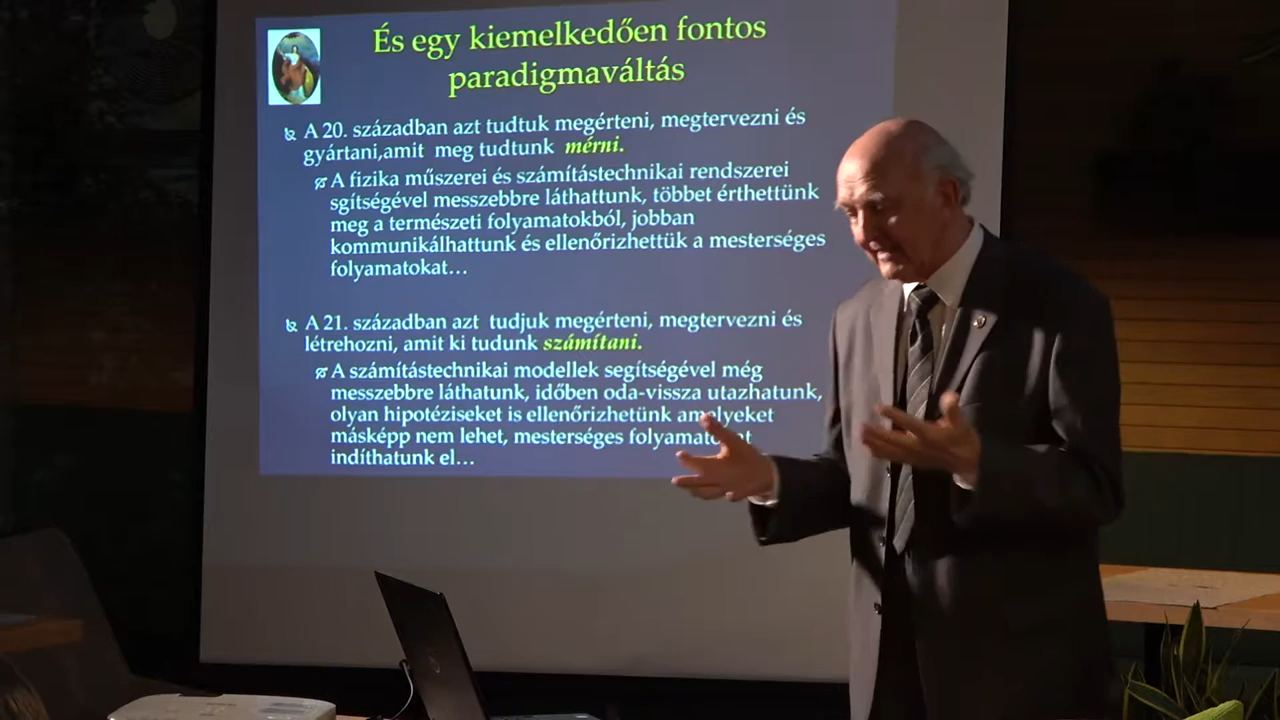 És egy kiemelkedően fontos
paradigmaváltás
A 20. században azt tudtuk megérteni, megtervezni és
gyártani,amit meg tudtunk mérni.
A fizika műszerei és számítástechnikai rendszerei
sgítségével messzebbre láthattunk, többet érthettünk
meg a természeti folyamatokból, jobban
kommunikálhattunk és ellenőrizhettük a mesterséges
folyamatokat…
A 21. században azt tudjuk megérteni, megtervezni és
létrehozni, amit ki tudunk számítani.
A számítástechnikai modellek segítségével még
messzebbre láthatunk, időben oda-vissza utazhatunk,
olyan hipotéziseket is ellenőrizhetünk amelyeket
másképp nem lehet, mesterséges
indíthatunk el…